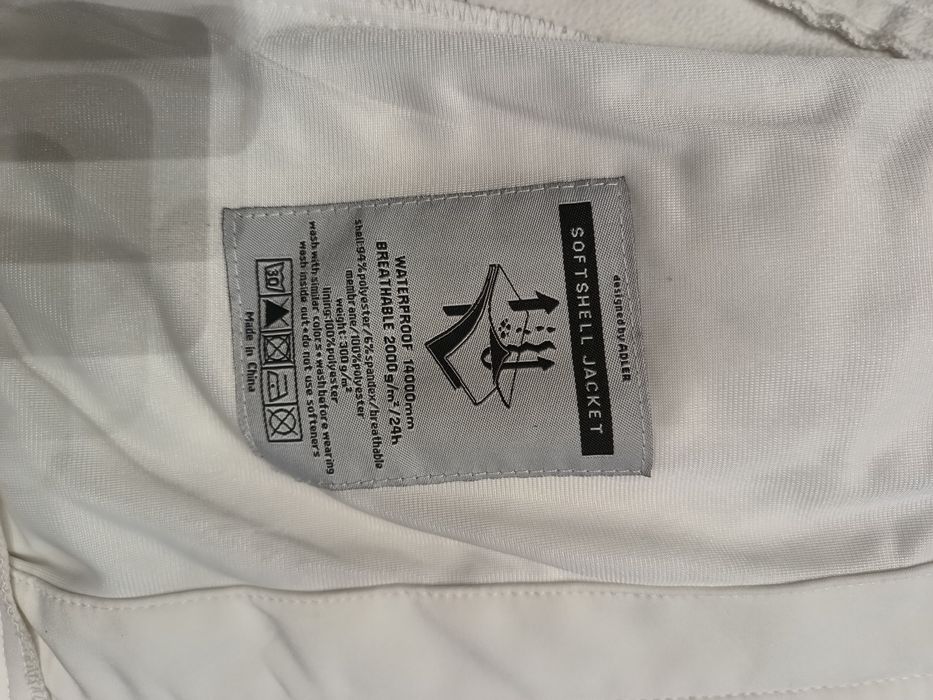 designed by ADLER
SOFTSHELL JACKET
WATERPROOF 14000mm
BREATHABLE 2000g/m²/24h
shell:94%polyester/6%spandex/breathable
membrane/100%polyester
weight:300g/m²
lining:100%polyester
wash with similar colors•wash before wearing
wash inside out•do not use softeners
30
Made in China